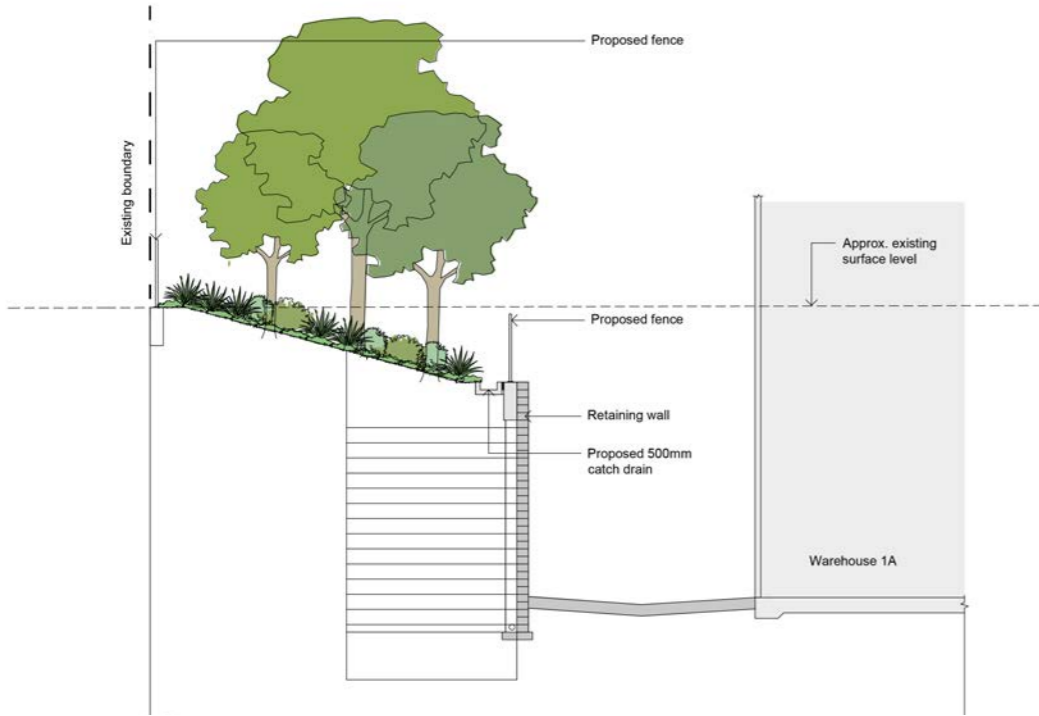 Proposed fence
Existing boundary
Approx. existing
surface level
Proposed fence
Retaining wall
Proposed 500mm
catch drain
Warehouse 1A